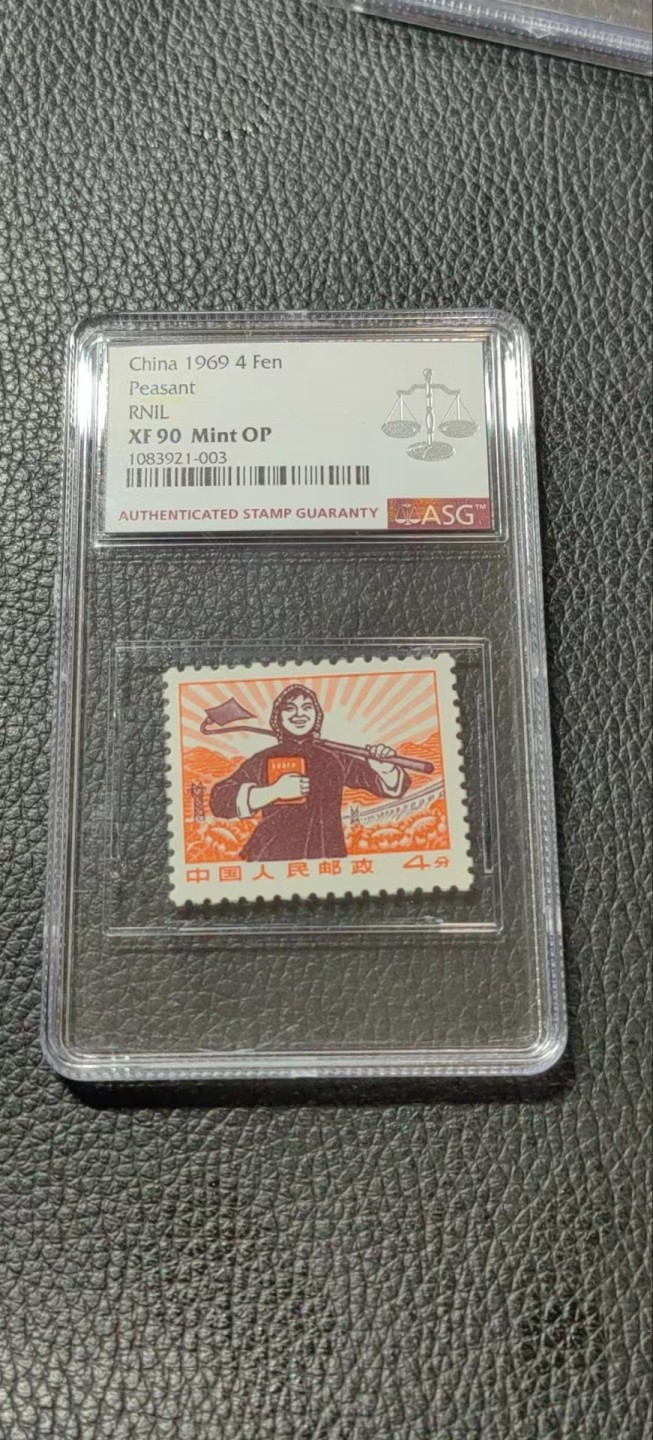 China 1969 4 Fen
Peasant
RNIL
XF 90 Mint OP
1083921-003
AUTHENTICATED STAMP GUARANTY ASG™
中国人民邮政 4分